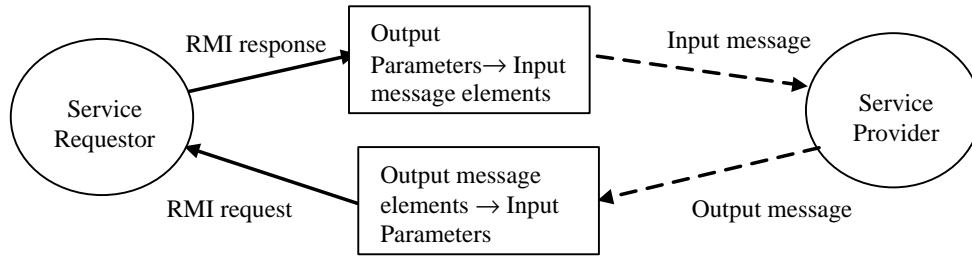 RMI response
Output
Parameters→ Input
message elements
Input message
Service
Requestor
Service
Provider
RMI request
Output message
elements → Input
Parameters
Output message